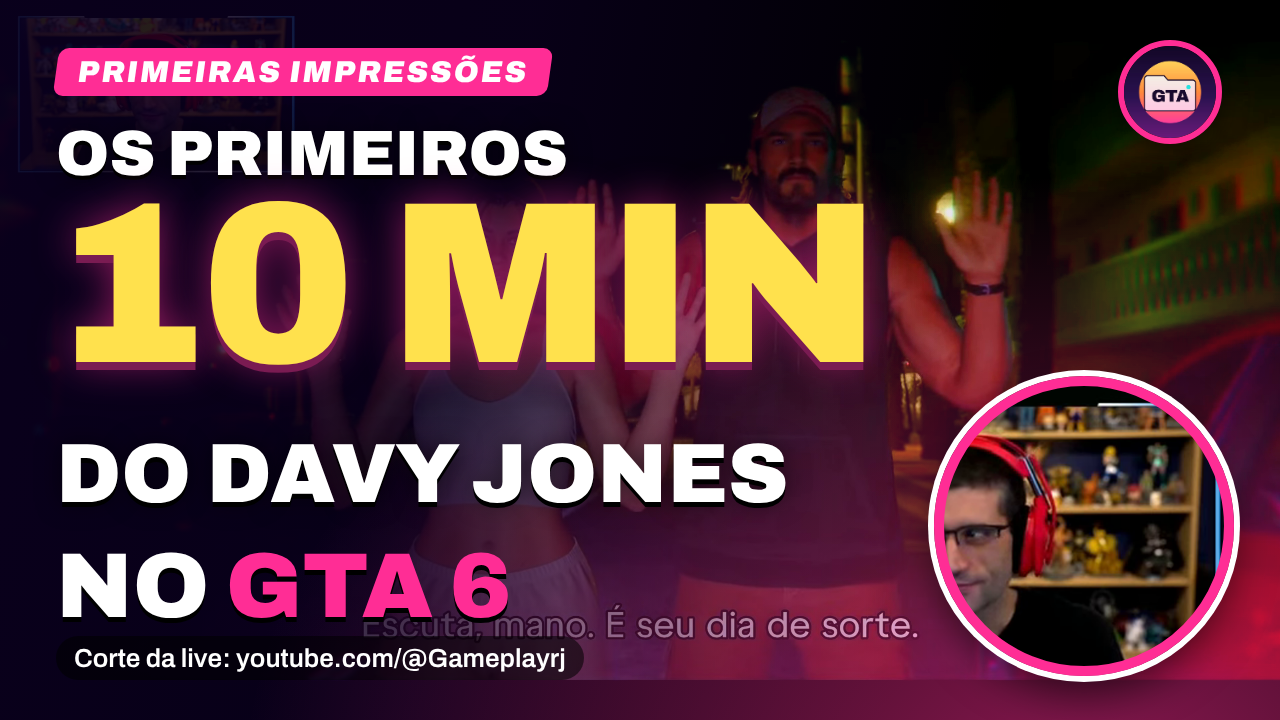 PRIMEIRAS IMPRESSÕES
GTA
OS PRIMEIROS
10 MIN
DO DAVY JONES
NO GTA 6
Escuta, mano. É seu dia de sorte.
Corte da live: youtube.com/@Gameplayrj